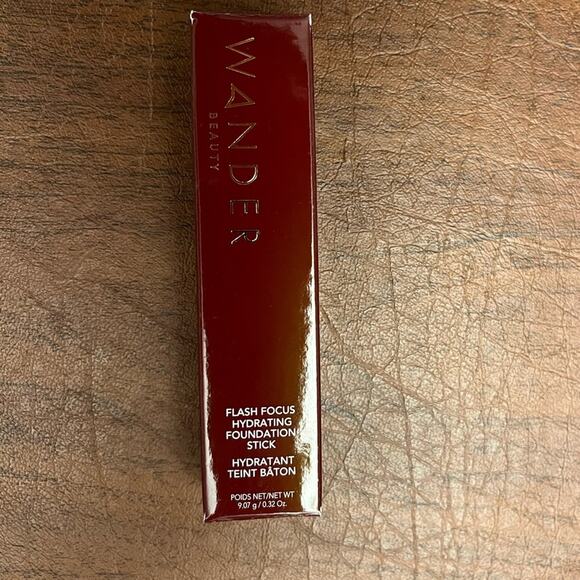 WANDER
BEAUTY
FLASH FOCUS
HYDRATING
FOUNDATION
STICK
HYDRATANT
TEINT BÂTON
POIDS NET/NET WT
9.07 g / 0.32 Oz.